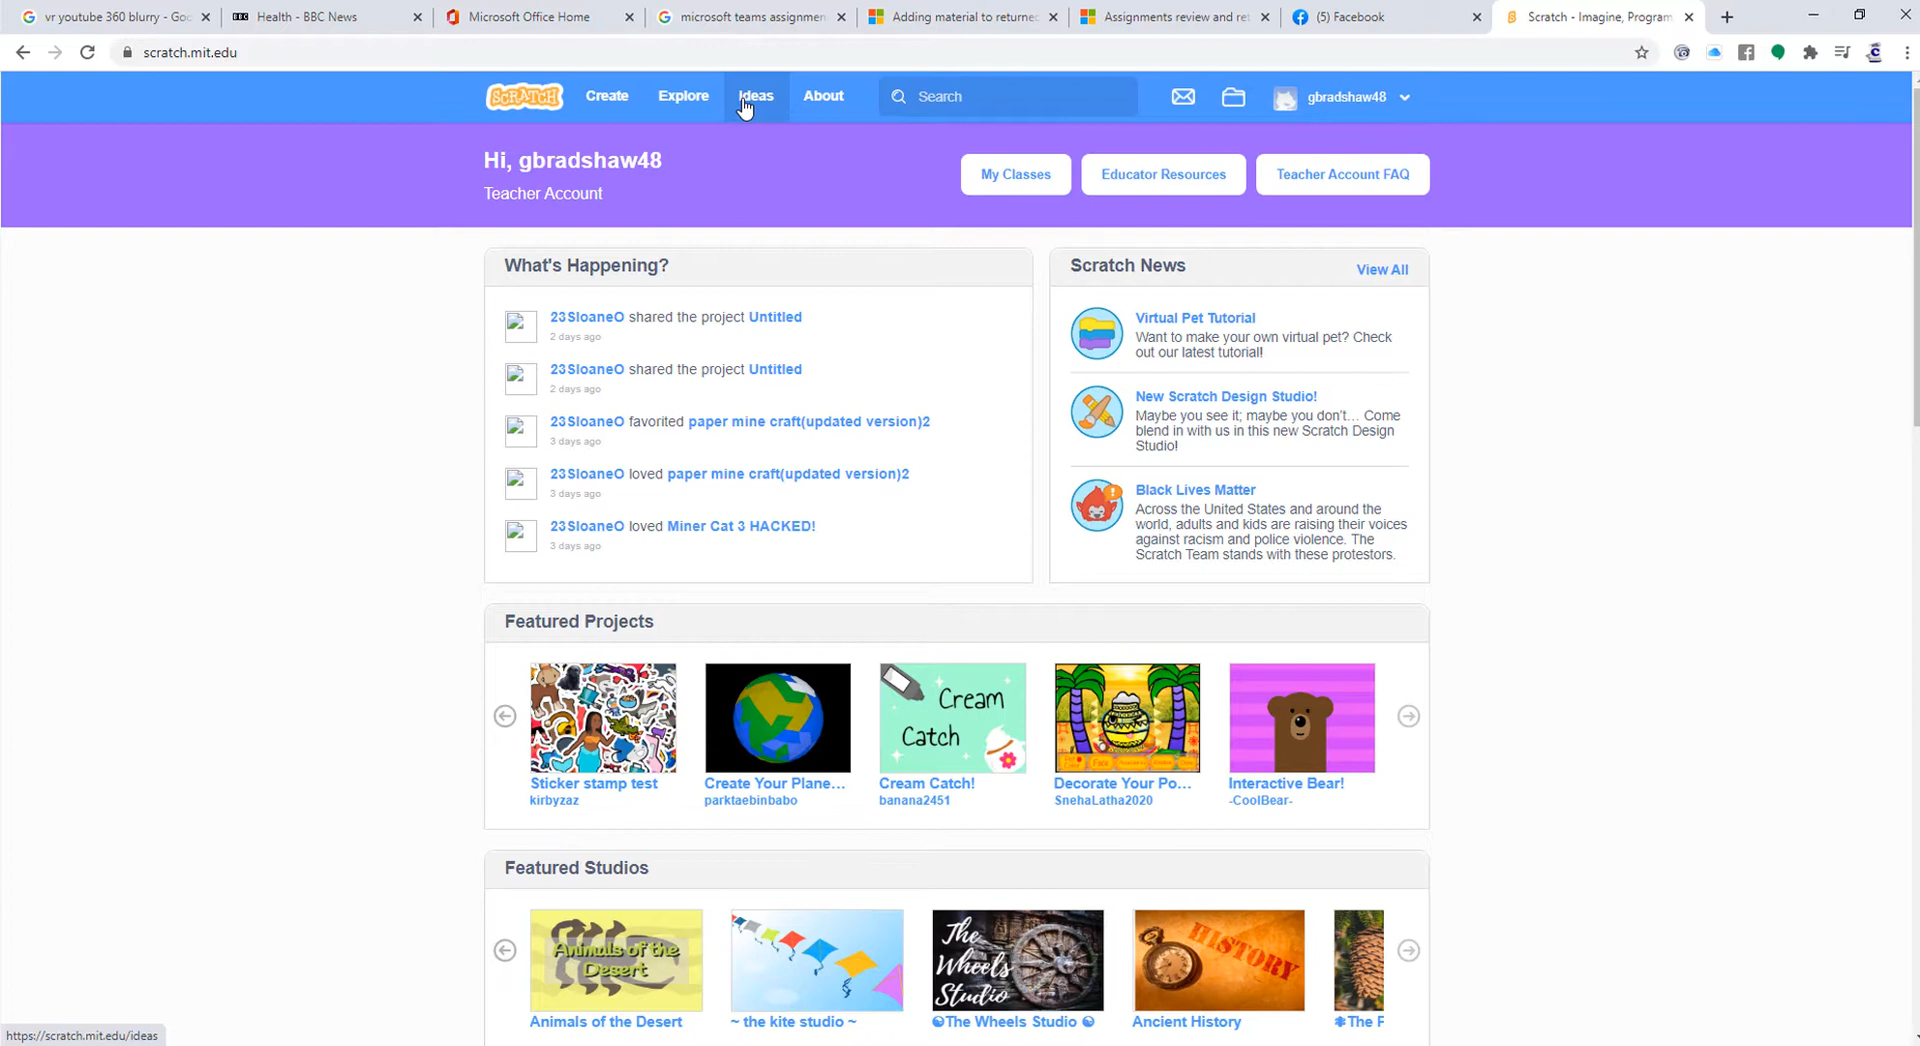 vr youtube 360 blurry - Goo
BBC Health - BBC News
Microsoft Office Home
microsoft teams assignmen
Adding material to returned
Assignments review and ret
(5) Facebook
Scratch - Imagine, Program
scratch.mit.edu
SCRATCH
Create
Explore
Ideas
About
Search
gbradshaw48
Hi, gbradshaw48
Teacher Account
My Classes
Educator Resources
Teacher Account FAQ
What's Happening?
23SloaneO shared the project Untitled
2 days ago
23SloaneO shared the project Untitled
2 days ago
23SloaneO favorited paper mine craft(updated version)2
3 days ago
23SloaneO loved paper mine craft(updated version)2
3 days ago
23SloaneO loved Miner Cat 3 HACKED!
3 days ago
Scratch News
View All
Virtual Pet Tutorial
Want to make your own virtual pet? Check
out our latest tutorial!
New Scratch Design Studio!
Maybe you see it; maybe you don't... Come
blend in with us in this new Scratch Design
Studio!
Black Lives Matter
Across the United States and around the
world, adults and kids are raising their voices
against racism and police violence. The
Scratch Team stands with these protestors.
Featured Projects
Cream
Catch
Sticker stamp test
kirbyzaz
Create Your Plane...
parktaebinbabo
Cream Catch!
banana2451
Decorate Your Po...
SnehaLatha2020
Interactive Bear!
-CoolBear-
Featured Studios
Animals of the
Desert
The
Wheels
Studio
HISTORY
Animals of the Desert
~ the kite studio ~
☯The Wheels Studio ☯
Ancient History
The F
https://scratch.mit.edu/ideas